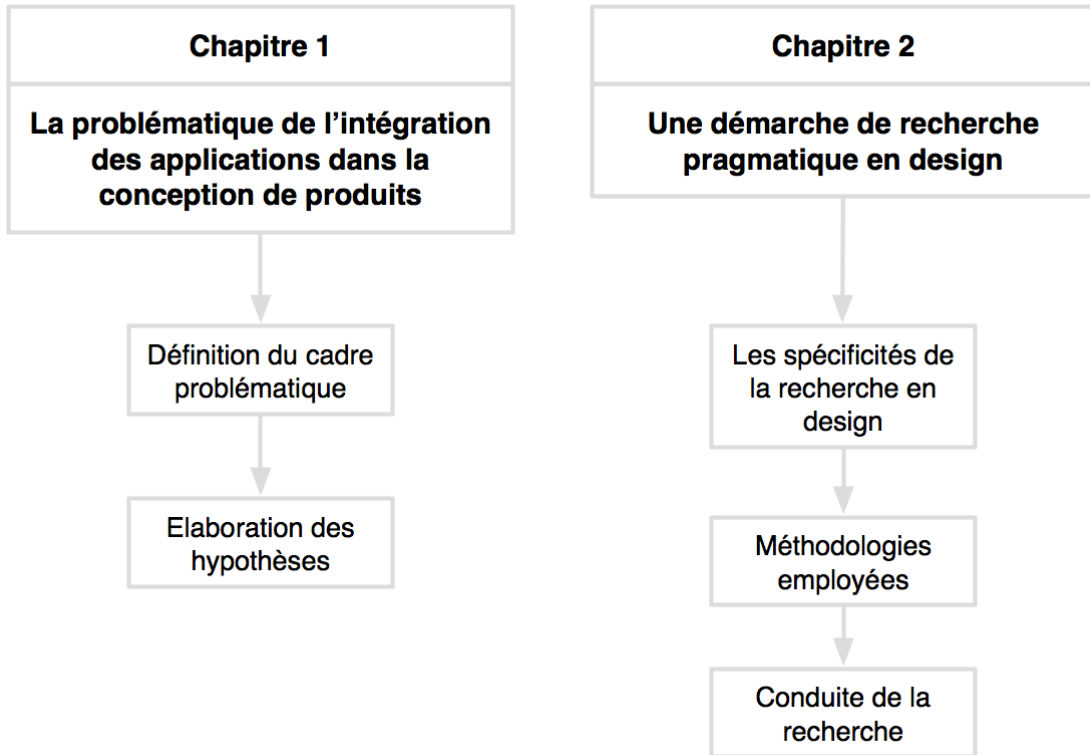 Chapitre 1
La problématique de l'intégration
des applications dans la
conception de produits
Définition du cadre
problématique
Elaboration des
hypothèses
Chapitre 2
Une démarche de recherche
pragmatique en design
Les spécificités de
la recherche en
design
Méthodologies
employées
Conduite de la
recherche